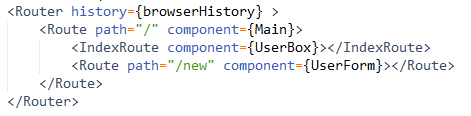 <Router history={browserHistory} >
<Route path="/" component={Main}>
<IndexRoute component={UserBox}></IndexRoute>
<Route path="/new" component={UserForm}></Route>
</Route>
</Router>